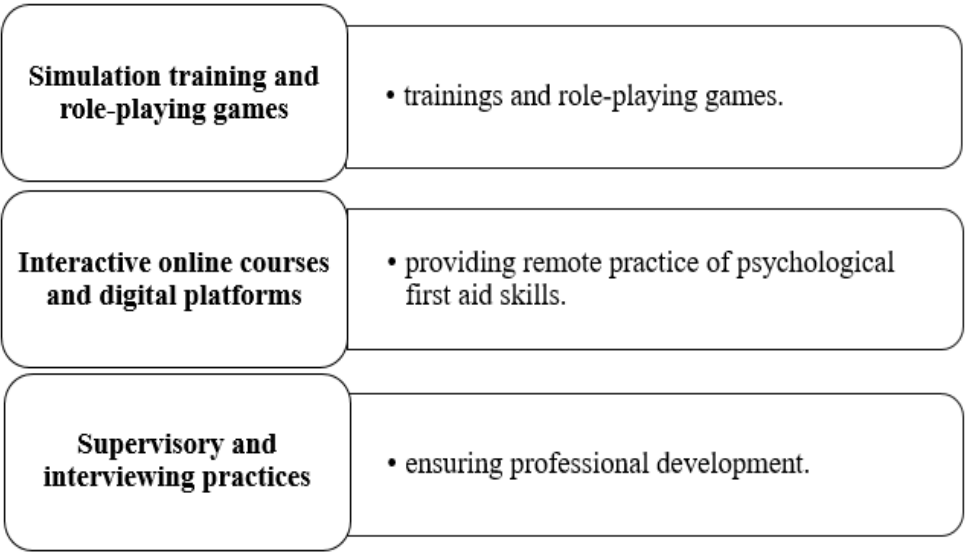 Simulation training and
role-playing games
• trainings and role-playing games.
Interactive online courses
and digital platforms
• providing remote practice of psychological
first aid skills.
Supervisory and
interviewing practices
• ensuring professional development.